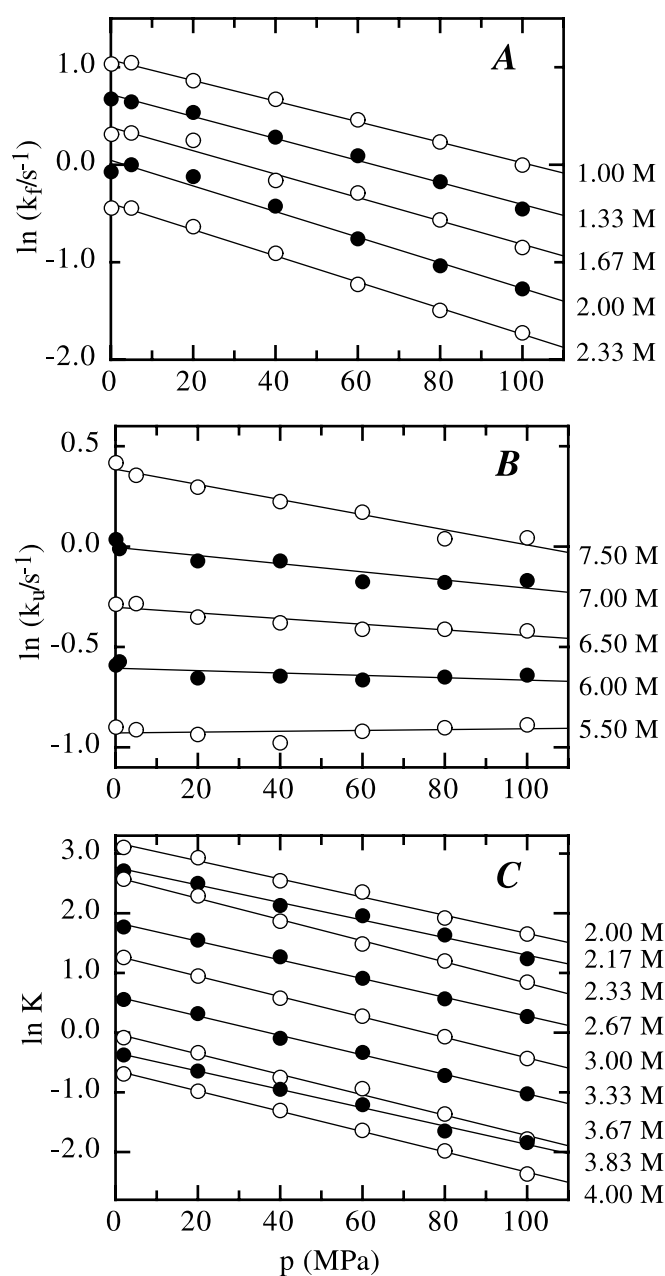 A
ln (k_f/s⁻¹)
1.0
0.0
-1.0
-2.0
0 20 40 60 80 100
1.00 M
1.33 M
1.67 M
2.00 M
2.33 M
B
ln (k_u/s⁻¹)
0.5
0.0
-0.5
-1.0
0 20 40 60 80 100
7.50 M
7.00 M
6.50 M
6.00 M
5.50 M
C
ln K
3.0
2.0
1.0
0.0
-1.0
-2.0
0 20 40 60 80 100
2.00 M
2.17 M
2.33 M
2.67 M
3.00 M
3.33 M
3.67 M
3.83 M
4.00 M
p (MPa)